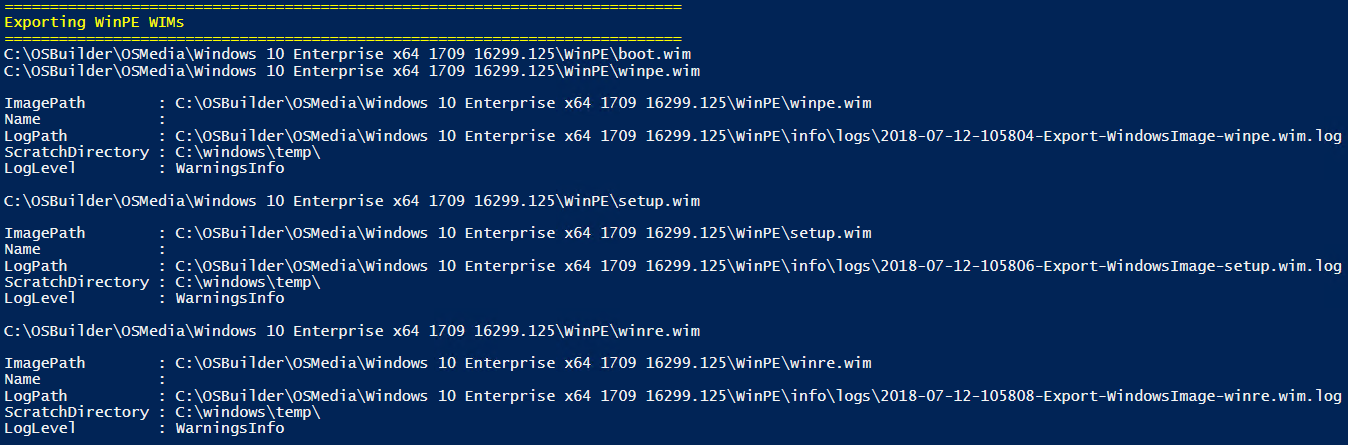 ===========================================================================
Exporting WinPE WIMs
===========================================================================
C:\OSBuilder\OSMedia\Windows 10 Enterprise x64 1709 16299.125\WinPE\boot.wim
C:\OSBuilder\OSMedia\Windows 10 Enterprise x64 1709 16299.125\WinPE\winpe.wim

ImagePath        : C:\OSBuilder\OSMedia\Windows 10 Enterprise x64 1709 16299.125\WinPE\winpe.wim
Name             :
LogPath          : C:\OSBuilder\OSMedia\Windows 10 Enterprise x64 1709 16299.125\WinPE\info\logs\2018-07-12-105804-Export-WindowsImage-winpe.wim.log
ScratchDirectory : C:\windows\temp\
LogLevel         : WarningsInfo

C:\OSBuilder\OSMedia\Windows 10 Enterprise x64 1709 16299.125\WinPE\setup.wim

ImagePath        : C:\OSBuilder\OSMedia\Windows 10 Enterprise x64 1709 16299.125\WinPE\setup.wim
Name             :
LogPath          : C:\OSBuilder\OSMedia\Windows 10 Enterprise x64 1709 16299.125\WinPE\info\logs\2018-07-12-105806-Export-WindowsImage-setup.wim.log
ScratchDirectory : C:\windows\temp\
LogLevel         : WarningsInfo

C:\OSBuilder\OSMedia\Windows 10 Enterprise x64 1709 16299.125\WinPE\winre.wim

ImagePath        : C:\OSBuilder\OSMedia\Windows 10 Enterprise x64 1709 16299.125\WinPE\winre.wim
Name             :
LogPath          : C:\OSBuilder\OSMedia\Windows 10 Enterprise x64 1709 16299.125\WinPE\info\logs\2018-07-12-105808-Export-WindowsImage-winre.wim.log
ScratchDirectory : C:\windows\temp\
LogLevel         : WarningsInfo